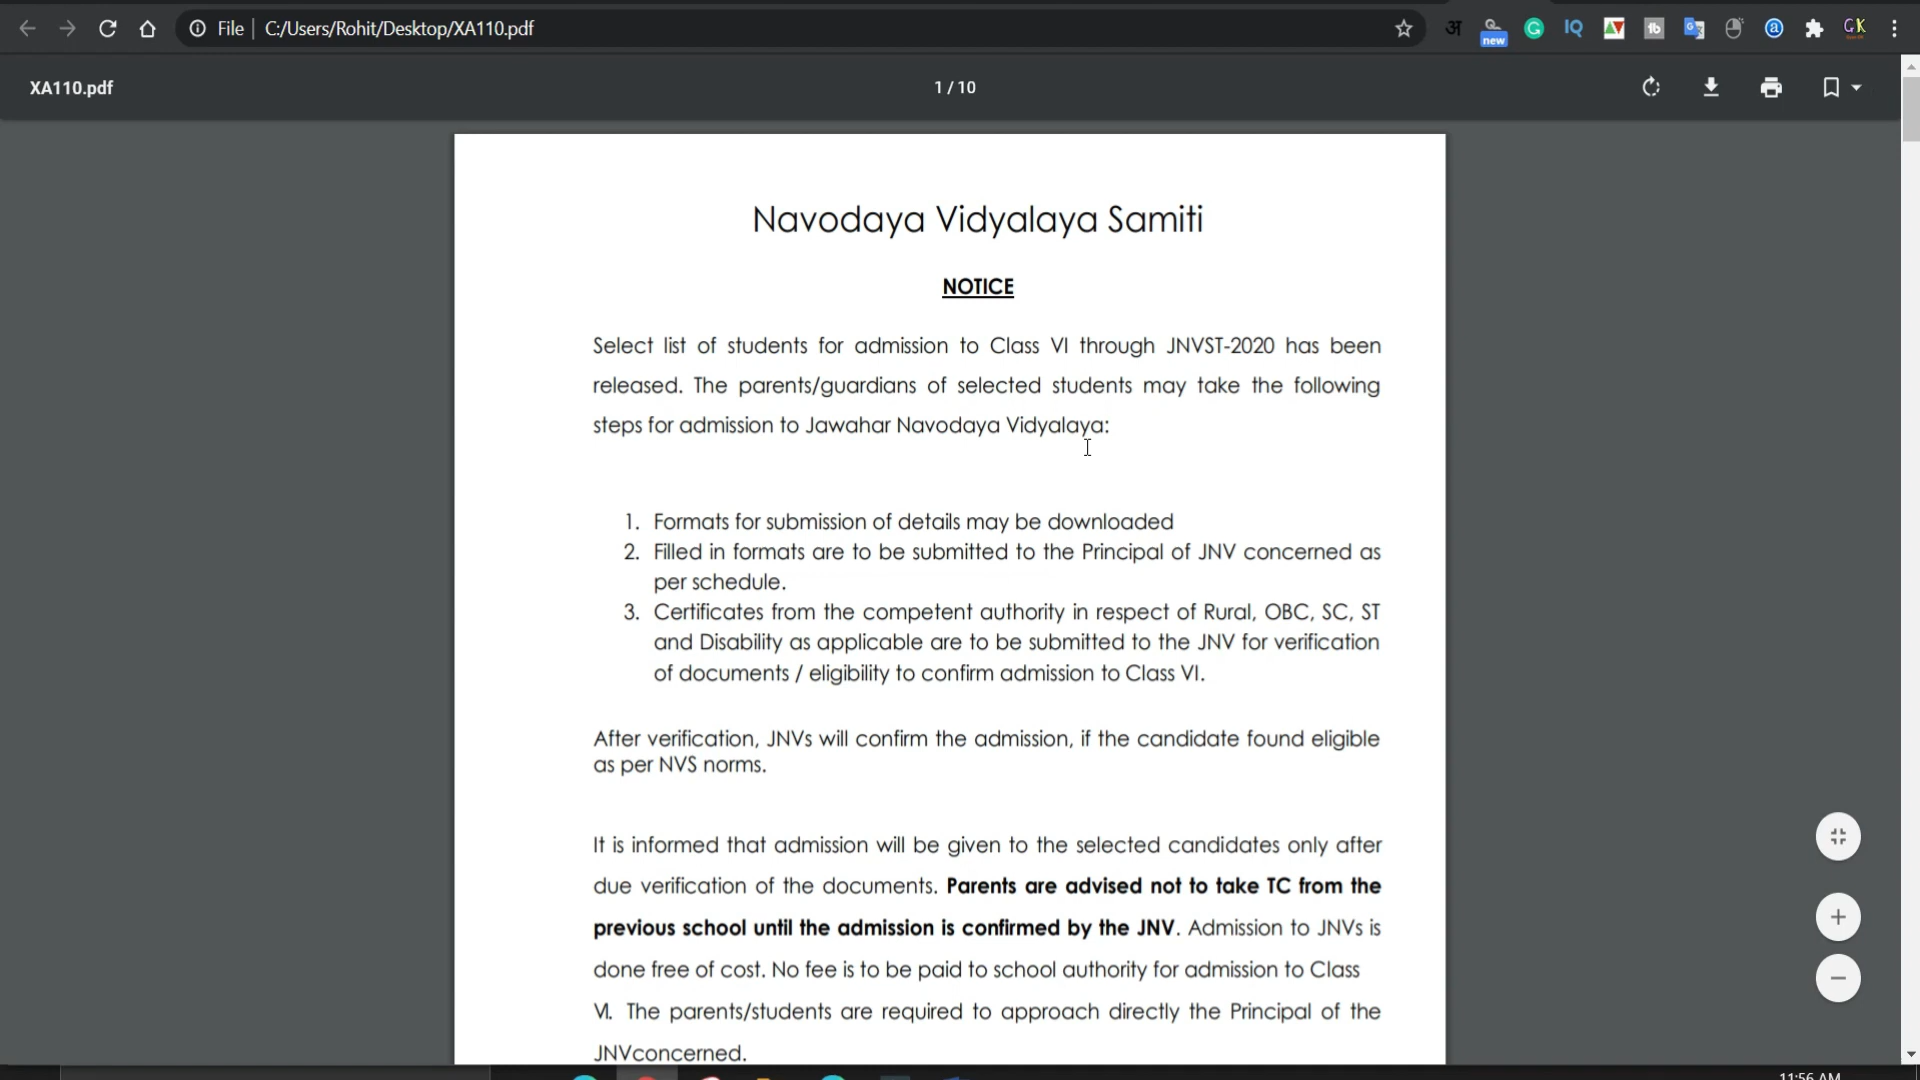 File
C:/Users/Rohit/Desktop/XA110.pdf
अ
new
G
IQ
tb
a
GK
XA110.pdf
1 / 10
Navodaya Vidyalaya Samiti
NOTICE
Select list of students for admission to Class VI through JNVST-2020 has been
released. The parents/guardians of selected students may take the following
steps for admission to Jawahar Navodaya Vidyalaya:
1. Formats for submission of details may be downloaded
2. Filled in formats are to be submitted to the Principal of JNV concerned as
per schedule.
3. Certificates from the competent authority in respect of Rural, OBC, SC, ST
and Disability as applicable are to be submitted to the JNV for verification
of documents / eligibility to confirm admission to Class VI.
After verification, JNVs will confirm the admission, if the candidate found eligible
as per NVS norms.
It is informed that admission will be given to the selected candidates only after
due verification of the documents. Parents are advised not to take TC from the
previous school until the admission is confirmed by the JNV. Admission to JNVs is
done free of cost. No fee is to be paid to school authority for admission to Class
VI. The parents/students are required to approach directly the Principal of the
JNVconcerned.
11:56 AM